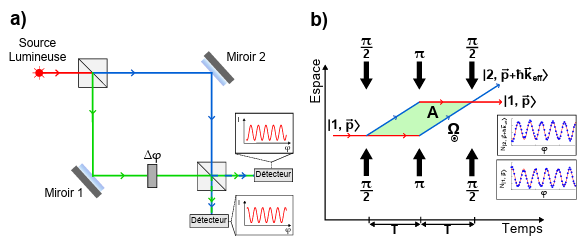 a)
Source
Lumineuse
Miroir 2
I
φ
Δφ
Détecteur
Miroir 1
I
φ
Détecteur
b)
Espace
π/2
π
π/2
|2, p⃗+ħk⃗eff⟩
|1, p⃗⟩
A
|1, p⃗⟩
Ω
π/2
π
π/2
φ
N|1, p⃗⟩
φ
T
T
Temps